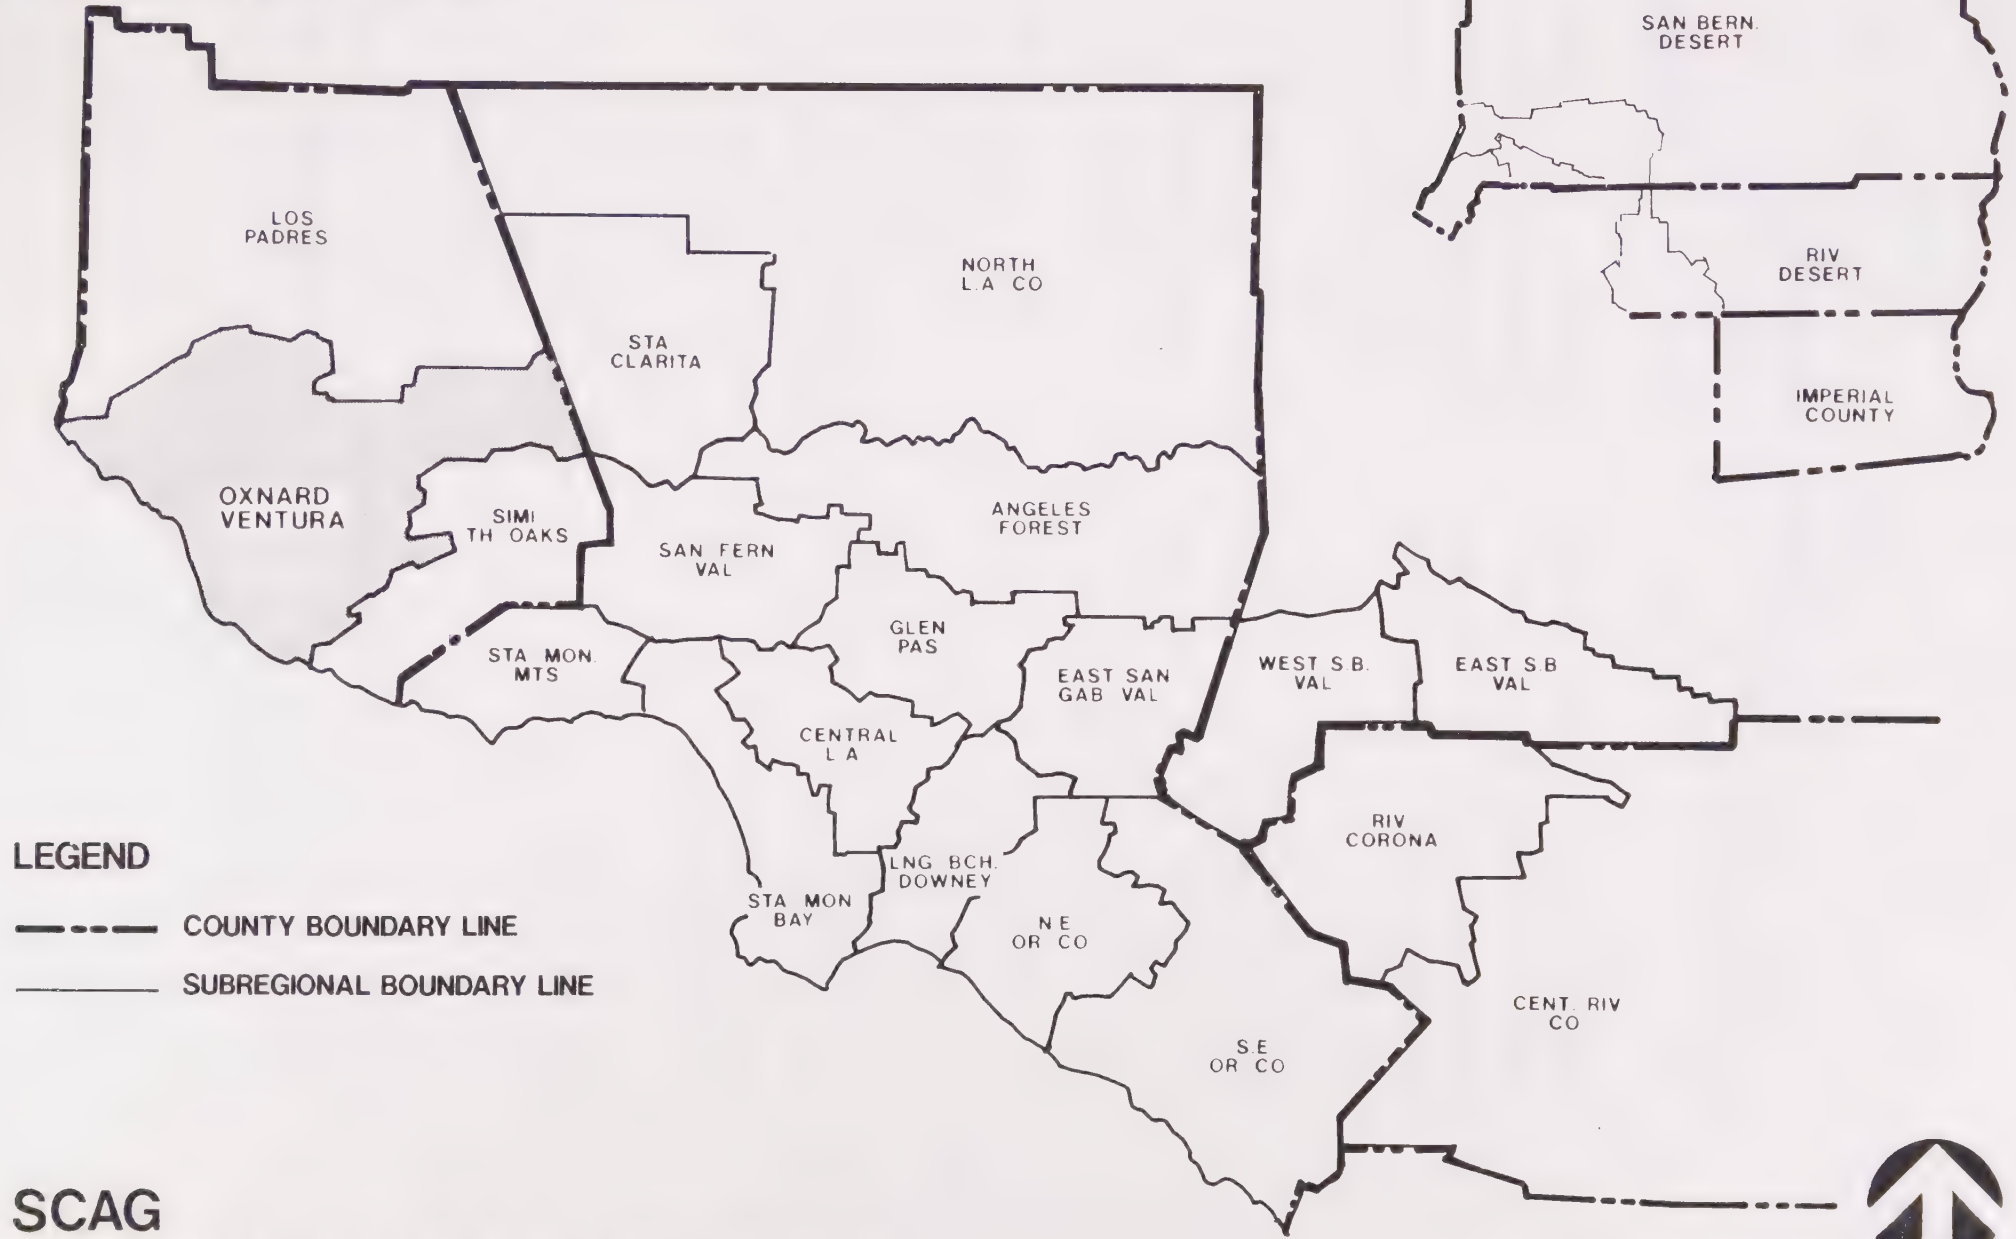 SAN BERN.
DESERT
LOS
PADRES
NORTH
L.A CO
RIV
DESERT
STA
CLARITA
IMPERIAL
COUNTY
OXNARD
VENTURA
SIMI
TH OAKS
ANGELES
FOREST
SAN FERN
VAL
GLEN
PAS
STA MON.
MTS
EAST SAN
GAB VAL
WEST S.B.
VAL
EAST S.B
VAL
CENTRAL
L A
RIV
CORONA
LNG BCH.
DOWNEY
STA MON
BAY
N E
OR CO
CENT. RIV
CO
S.E
OR CO
LEGEND
COUNTY BOUNDARY LINE
SUBREGIONAL BOUNDARY LINE
SCAG